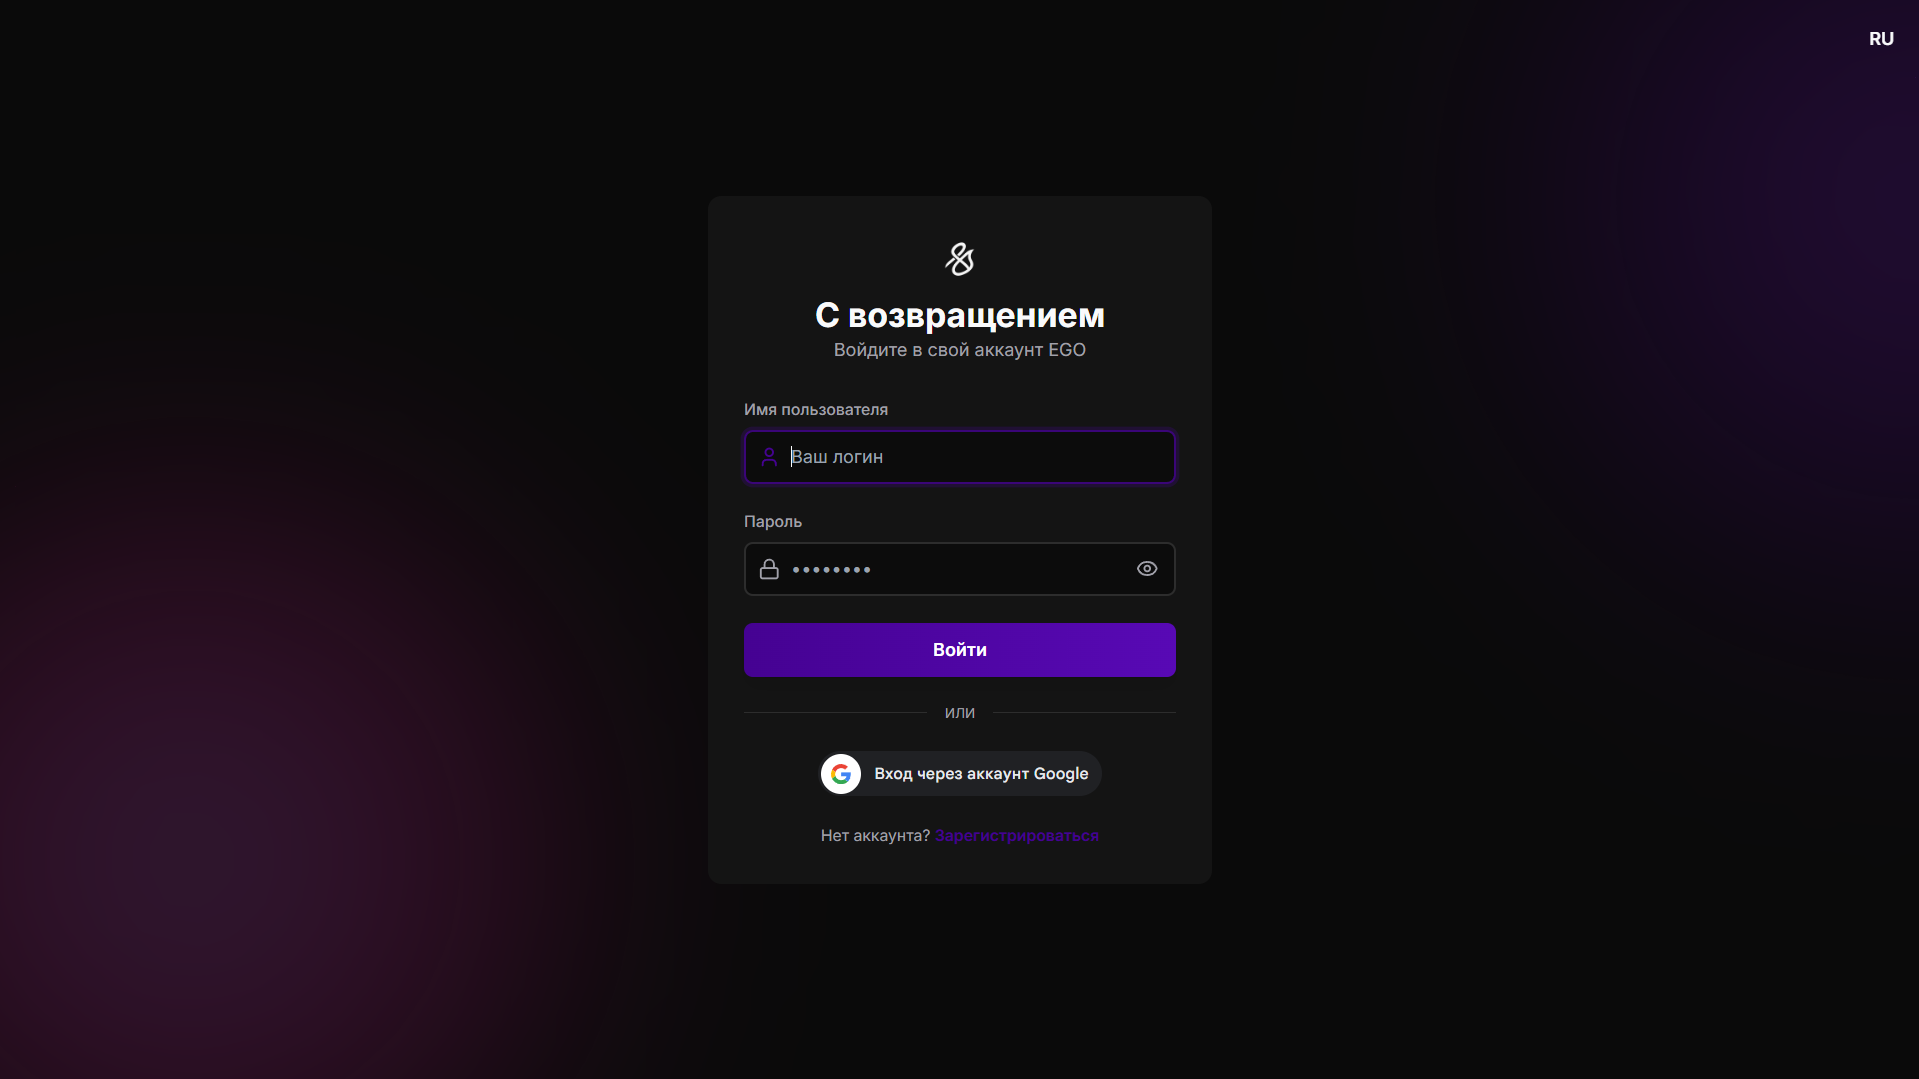 RU
С возвращением
Войдите в свой аккаунт EGO
Имя пользователя
Ваш логин
Пароль
••••••••
Войти
ИЛИ
Вход через аккаунт Google
Нет аккаунта? Зарегистрироваться